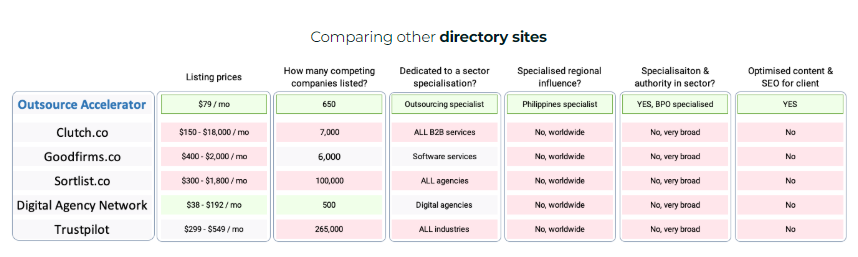 Comparing other directory sites
Listing prices
How many competing
companies listed?
Dedicated to a sector
specialisation?
Specialised regional
influence?
Specialisaiton &
authority in sector?
Optimised content &
SEO for client
Outsource Accelerator $79 / mo 650 Outsourcing specialist Philippines specialist YES, BPO specialised YES
Clutch.co $150 - $18,000 / mo 7,000 ALL B2B services No, worldwide No, very broad No
Goodfirms.co $400 - $2,000 / mo 6,000 Software services No, worldwide No, very broad No
Sortlist.co $300 - $1,800 / mo 100,000 ALL agencies No, worldwide No, very broad No
Digital Agency Network $38 - $192 / mo 500 Digital agencies No, worldwide No, very broad No
Trustpilot $299 - $549 / mo 265,000 ALL industries No, worldwide No, very broad No